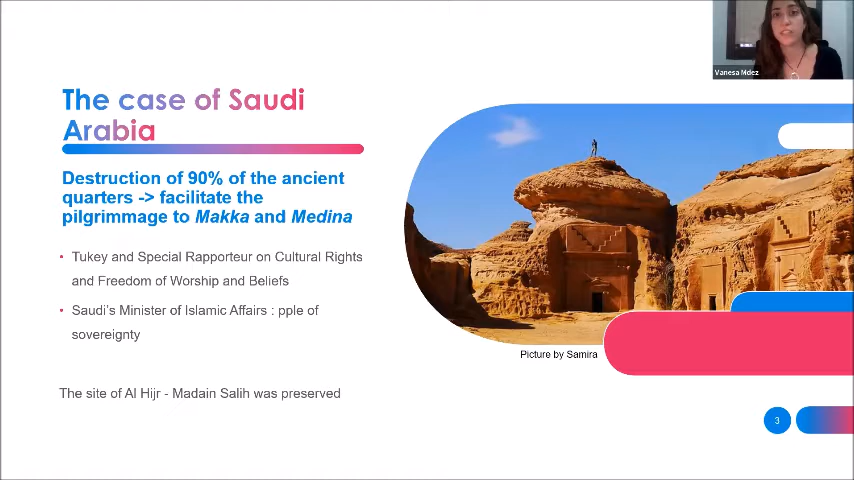 Vanesa Mdez
The case of Saudi
Arabia
Destruction of 90% of the ancient
quarters -> facilitate the
pilgrimmage to Makka and Medina
• Tukey and Special Rapporteur on Cultural Rights
and Freedom of Worship and Beliefs
• Saudi's Minister of Islamic Affairs : pple of
sovereignty
Picture by Samira
The site of Al Hijr - Madain Salih was preserved
3